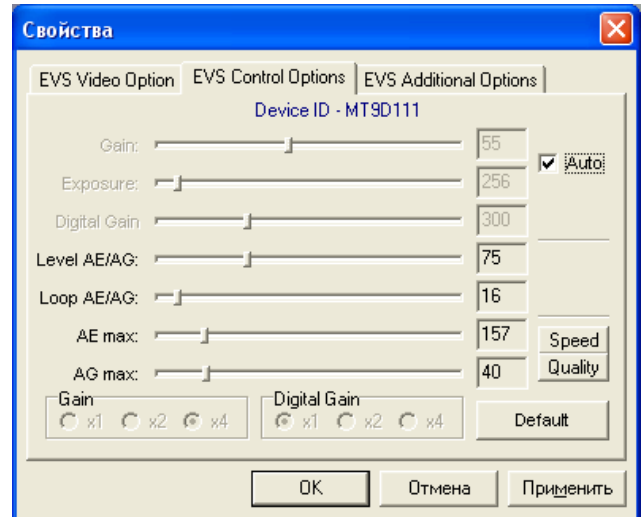 Свойства
EVS Video Option EVS Control Options EVS Additional Options
Device ID - MT9D111
Gain: 55
Auto
Exposure: 256
Digital Gain 300
Level AE/AG: 75
Loop AE/AG: 16
AE max: 157 Speed
AG max: 40 Quality
Gain Digital Gain
x1 x2 x4 x1 x2 x4 Default
OK Отмена Применить